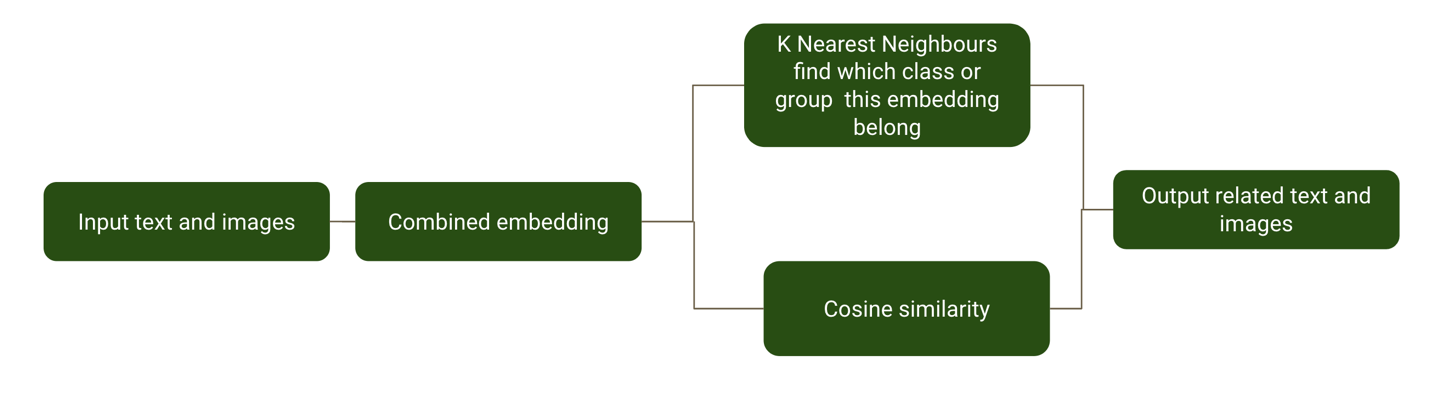 Input text and images
Combined embedding
K Nearest Neighbours
find which class or
group  this embedding
belong
Cosine similarity
Output related text and
images